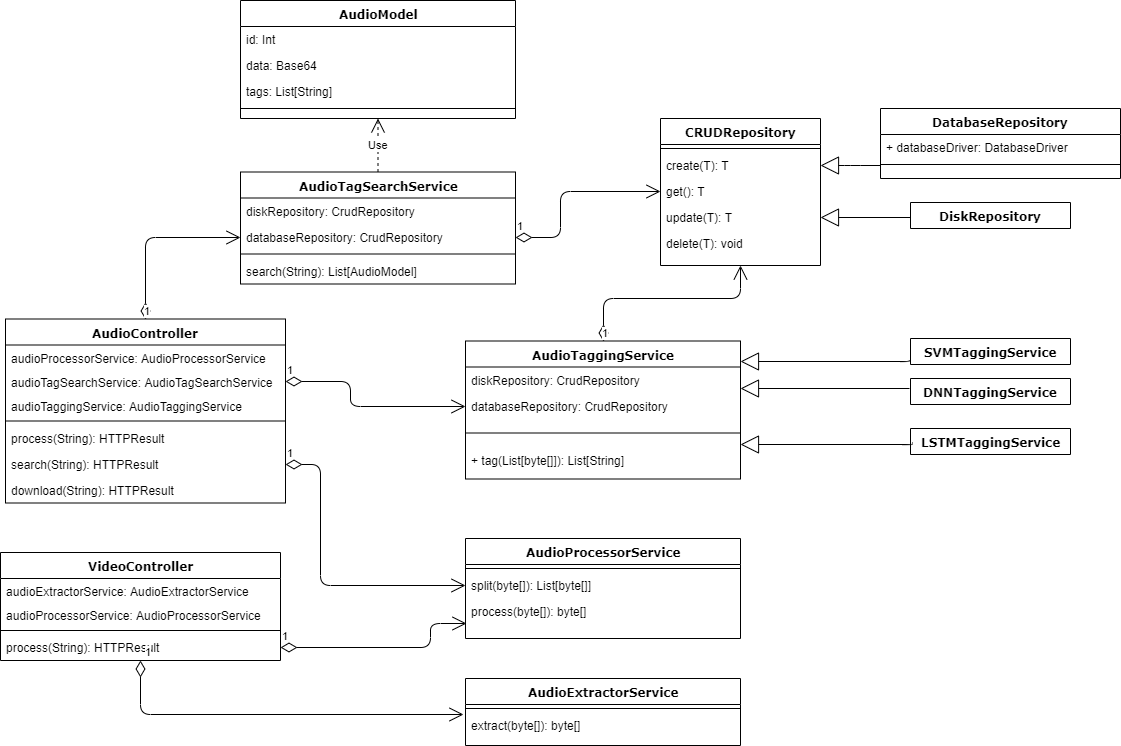 AudioModel
id: Int
data: Base64
tags: List[String]
Use
AudioTagSearchService
diskRepository: CrudRepository
databaseRepository: CrudRepository
search(String): List[AudioModel]
1
CRUDRepository
create(T): T
get(): T
update(T): T
delete(T): void
DatabaseRepository
+ databaseDriver: DatabaseDriver
DiskRepository
1
AudioController
audioProcessorService: AudioProcessorService
audioTagSearchService: AudioTagSearchService
audioTaggingService: AudioTaggingService
process(String): HTTPResult
search(String): HTTPResult
download(String): HTTPResult
1
1
1
AudioTaggingService
diskRepository: CrudRepository
databaseRepository: CrudRepository
+ tag(List[byte[]]): List[String]
SVMTaggingService
DNNTaggingService
LSTMTaggingService
AudioProcessorService
split(byte[]): List[byte[]]
process(byte[]): byte[]
VideoController
audioExtractorService: AudioExtractorService
audioProcessorService: AudioProcessorService
process(String): HTTPResult
1
1
AudioExtractorService
extract(byte[]): byte[]